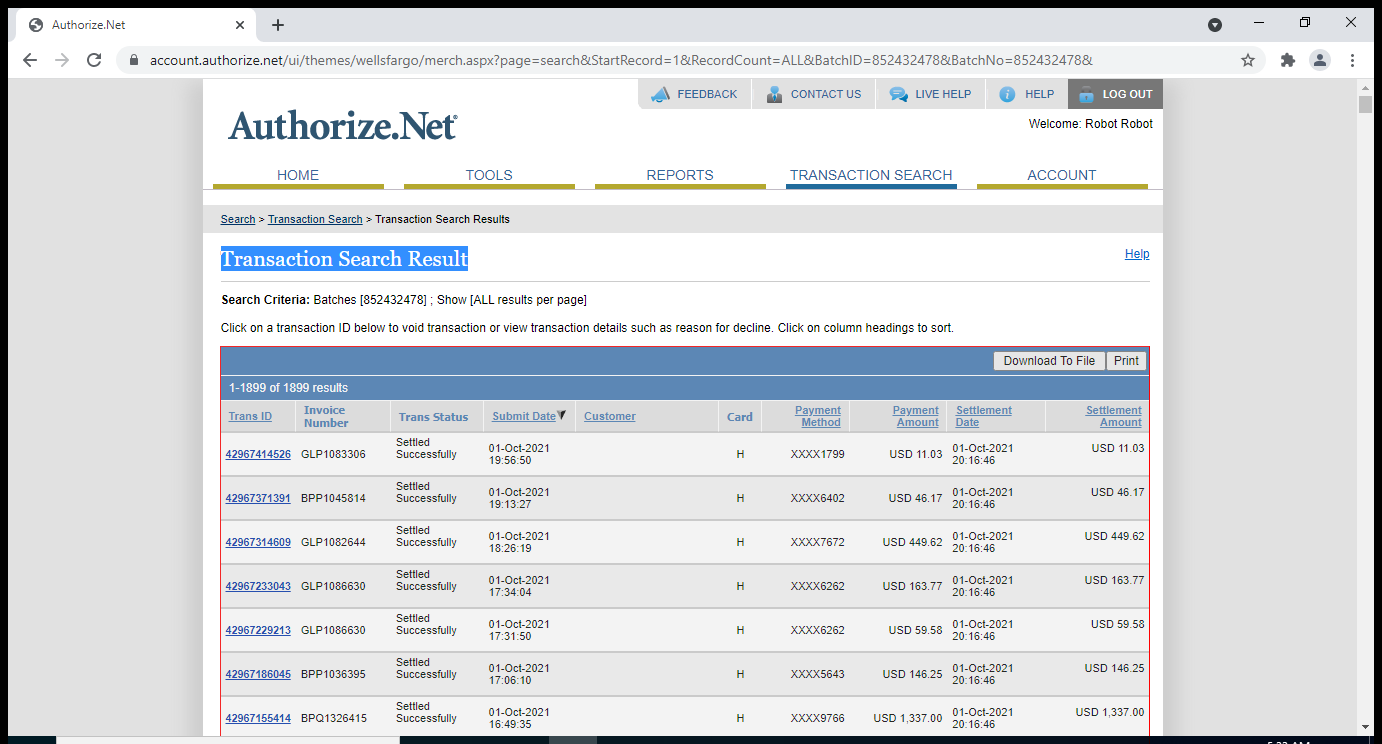 Authorize.Net
account.authorize.net/ui/themes/wellsfargo/merch.aspx?page=search&StartRecord=1&RecordCount=ALL&BatchID=852432478&BatchNo=852432478&
FEEDBACK CONTACT US LIVE HELP HELP LOG OUT
Authorize.Net
Welcome: Robot Robot
HOME TOOLS REPORTS TRANSACTION SEARCH ACCOUNT
Search > Transaction Search > Transaction Search Results
Transaction Search Result
Help
Search Criteria: Batches [852432478] ; Show [ALL results per page]
Click on a transaction ID below to void transaction or view transaction details such as reason for decline. Click on column headings to sort.
Download To File Print
1-1899 of 1899 results
Trans ID Invoice Number Trans Status Submit Date Customer Card Payment Method Payment Amount Settlement Date Settlement Amount
42967414526 GLP1083306 Settled Successfully 01-Oct-2021 19:56:50 H XXXX1799 USD 11.03 01-Oct-2021 20:16:46 USD 11.03
42967371391 BPP1045814 Settled Successfully 01-Oct-2021 19:13:27 H XXXX6402 USD 46.17 01-Oct-2021 20:16:46 USD 46.17
42967314609 GLP1082644 Settled Successfully 01-Oct-2021 18:26:19 H XXXX7672 USD 449.62 01-Oct-2021 20:16:46 USD 449.62
42967233043 GLP1086630 Settled Successfully 01-Oct-2021 17:34:04 H XXXX6262 USD 163.77 01-Oct-2021 20:16:46 USD 163.77
42967229213 GLP1086630 Settled Successfully 01-Oct-2021 17:31:50 H XXXX6262 USD 59.58 01-Oct-2021 20:16:46 USD 59.58
42967186045 BPP1036395 Settled Successfully 01-Oct-2021 17:06:10 H XXXX5643 USD 146.25 01-Oct-2021 20:16:46 USD 146.25
42967155414 BPQ1326415 Settled Successfully 01-Oct-2021 16:49:35 H XXXX9766 USD 1,337.00 01-Oct-2021 20:16:46 USD 1,337.00